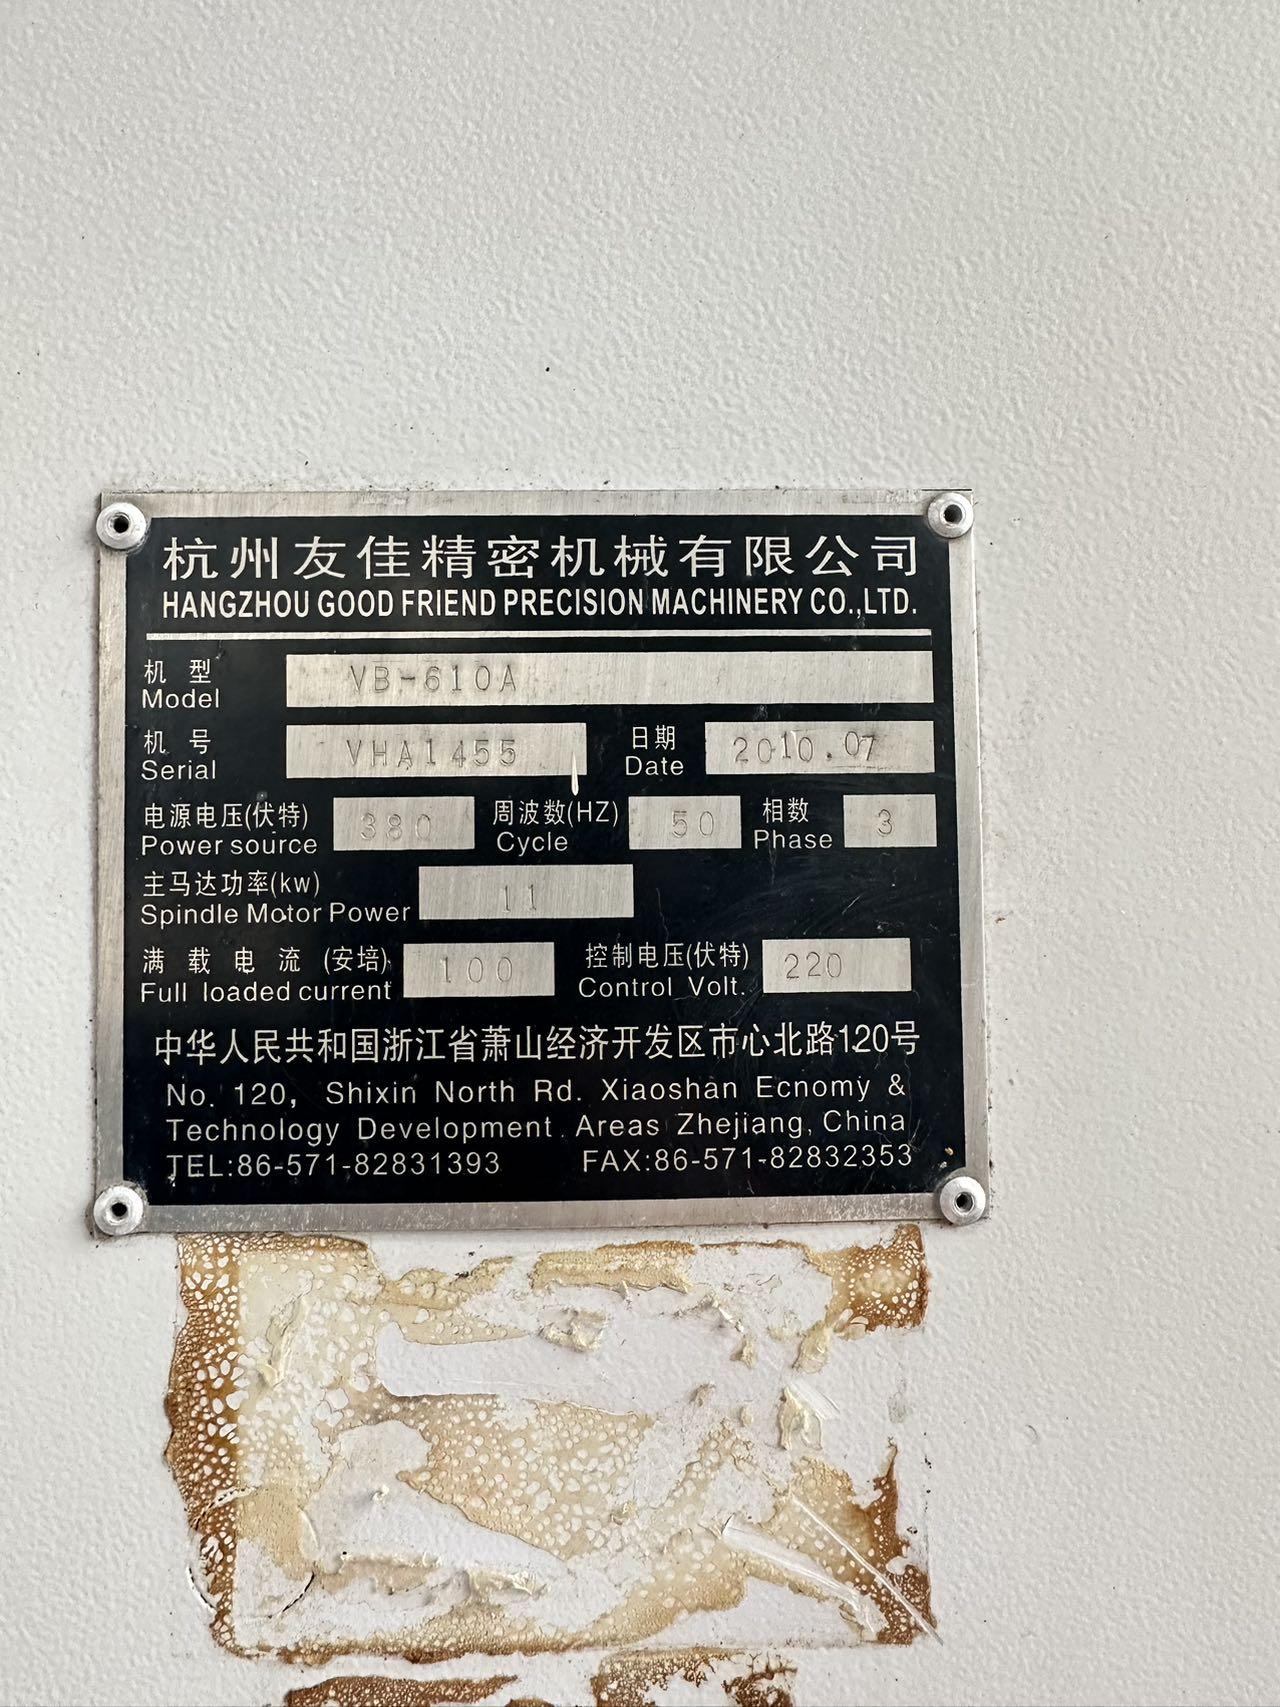 杭州友佳精密机械有限公司
HANGZHOU GOOD FRIEND PRECISION MACHINERY CO.,LTD.
机 型
Model VB-610A
机 号 日期
Serial VHA1455 Date 2010.07
电源电压(伏特) 周波数(HZ) 相数
Power source 380 Cycle 50 Phase 3
主马达功率(kw)
Spindle Motor Power 11
满 载 电 流 (安培) 控制电压(伏特)
Full loaded current 100 Control Volt. 220
中华人民共和国浙江省萧山经济开发区市心北路120号
No. 120, Shixin North Rd. Xiaoshan Ecnomy &
Technology Development Areas Zhejiang, China
TEL:86-571-82831393 FAX:86-571-82832353